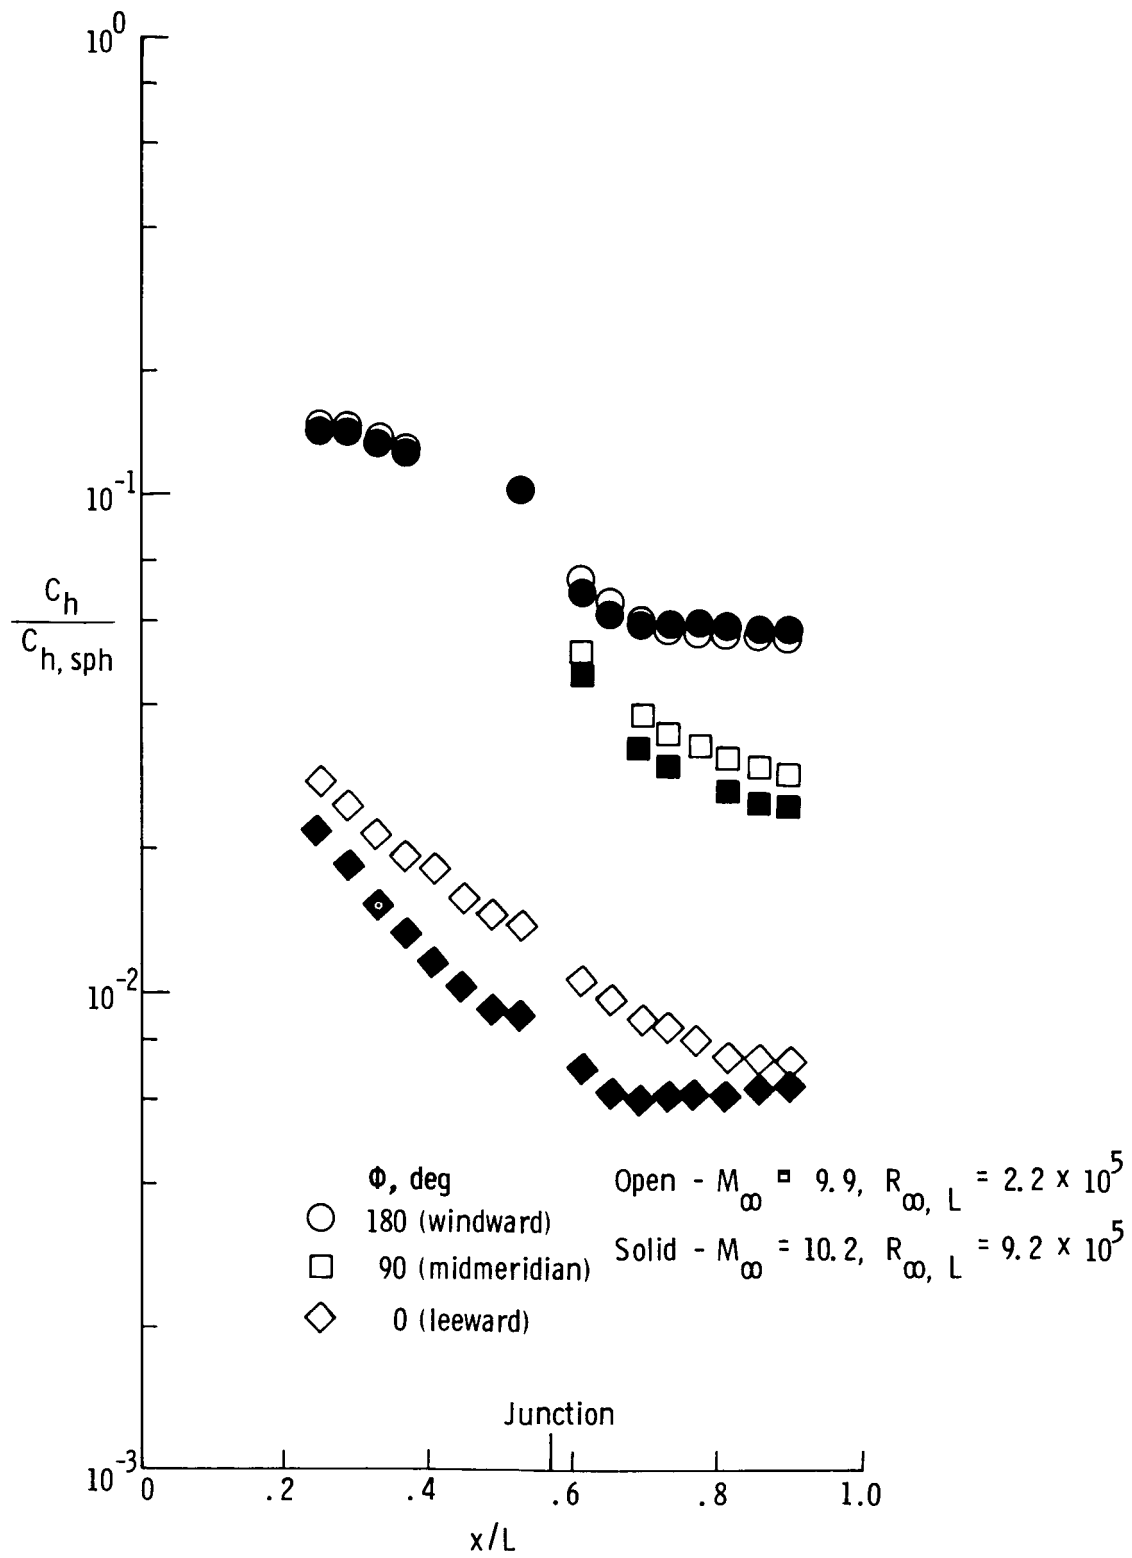 10^0
10^-1
C_h
C_h, sph
10^-2
Φ, deg
180 (windward)
90 (midmeridian)
0 (leeward)
Open - M_∞ = 9.9, R_∞, L = 2.2 x 10^5
Solid - M_∞ = 10.2, R_∞, L = 9.2 x 10^5
Junction
10^-3
0 .2 .4 .6 .8 1.0
x/L